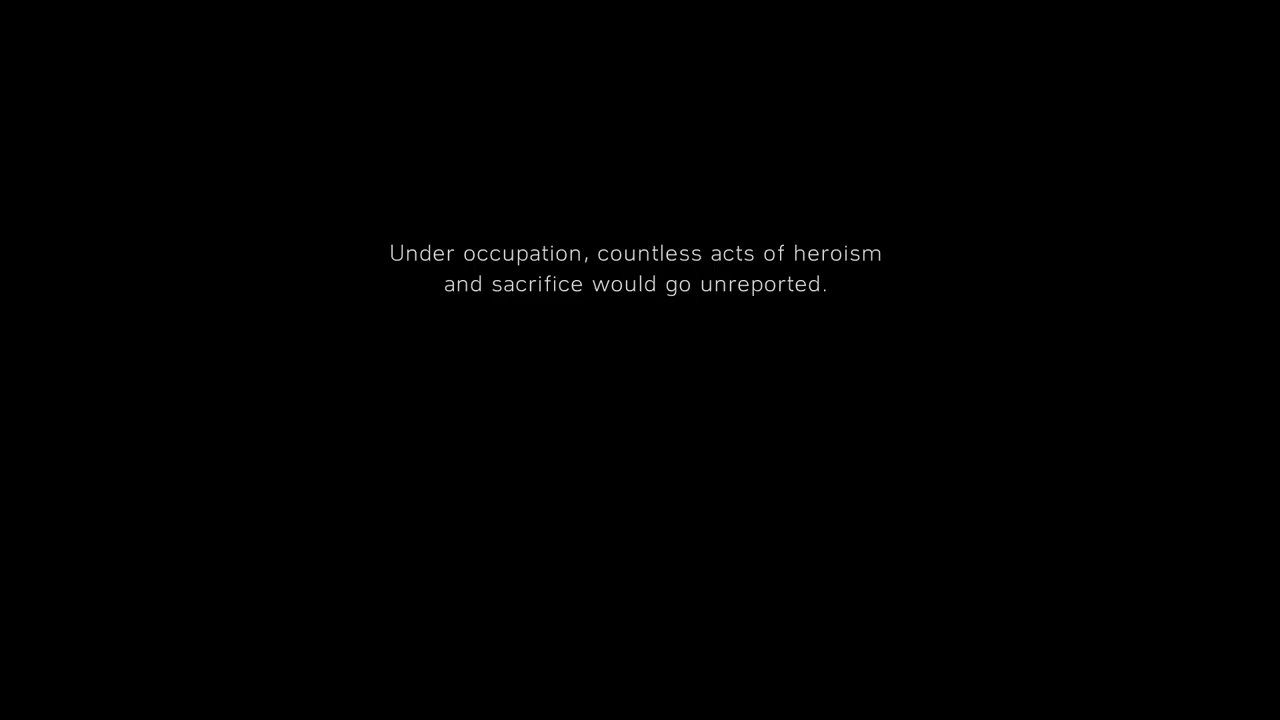 Under occupation, countless acts of heroism
and sacrifice would go unreported.